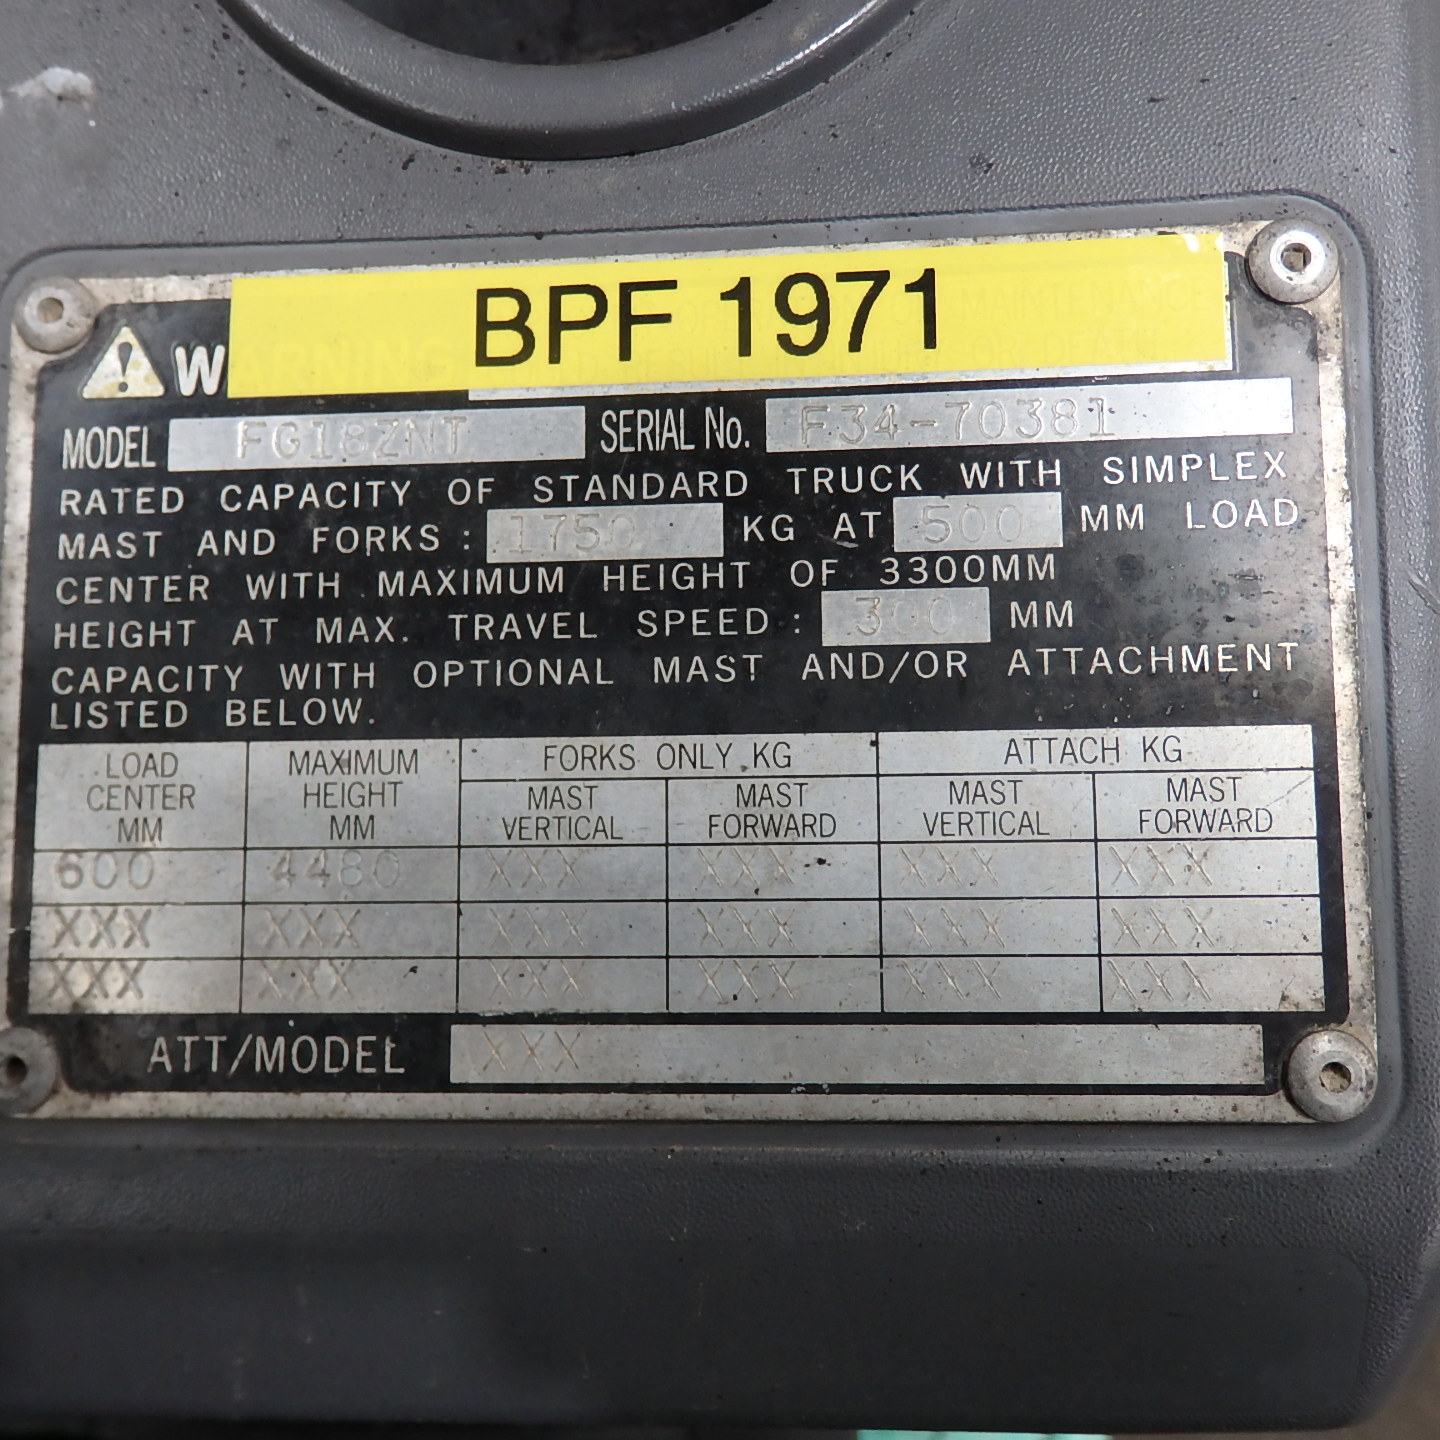 BPF 1971
WARNING
MODEL FG18ZNT SERIAL No. F34-70381
RATED CAPACITY OF STANDARD TRUCK WITH SIMPLEX
MAST AND FORKS : 1750 KG AT 500 MM LOAD
CENTER WITH MAXIMUM HEIGHT OF 3300MM
HEIGHT AT MAX. TRAVEL SPEED : 300 MM
CAPACITY WITH OPTIONAL MAST AND/OR ATTACHMENT
LISTED BELOW.
LOAD CENTER MM
MAXIMUM HEIGHT MM
FORKS ONLY KG
ATTACH KG
MAST VERTICAL
MAST FORWARD
MAST VERTICAL
MAST FORWARD
600 4480 XXX XXX XXX XXX
XXX XXX XXX XXX XXX XXX
XXX XXX XXX XXX XXX XXX
ATT/MODEL XXX